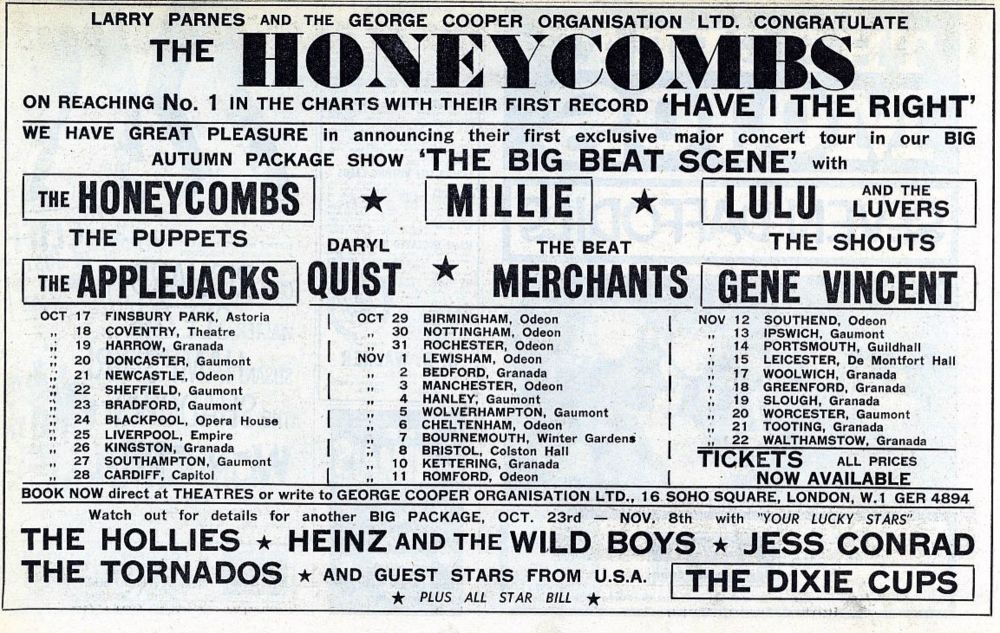 LARRY PARNES AND THE GEORGE COOPER ORGANISATION LTD. CONGRATULATE
THE HONEYCOMBS
ON REACHING No. 1 IN THE CHARTS WITH THEIR FIRST RECORD 'HAVE I THE RIGHT'
WE HAVE GREAT PLEASURE in announcing their first exclusive major concert tour in our BIG
AUTUMN PACKAGE SHOW 'THE BIG BEAT SCENE' with
THE HONEYCOMBS ★ MILLIE ★ LULU AND THE LUVERS
THE PUPPETS
THE APPLEJACKS
DARYL
QUIST ★
THE BEAT
MERCHANTS
THE SHOUTS
GENE VINCENT
OCT 17 FINSBURY PARK, Astoria
„ 18 COVENTRY, Theatre
„ 19 HARROW, Granada
„ 20 DONCASTER, Gaumont
„ 21 NEWCASTLE, Odeon
„ 22 SHEFFIELD, Gaumont
„ 23 BRADFORD, Gaumont
„ 24 BLACKPOOL, Opera House
„ 25 LIVERPOOL, Empire
„ 26 KINGSTON, Granada
„ 27 SOUTHAMPTON, Gaumont
„ 28 CARDIFF, Capitol
OCT 29 BIRMINGHAM, Odeon
„ 30 NOTTINGHAM, Odeon
„ 31 ROCHESTER, Odeon
NOV 1 LEWISHAM, Odeon
„ 2 BEDFORD, Granada
„ 3 MANCHESTER, Odeon
„ 4 HANLEY, Gaumont
„ 5 WOLVERHAMPTON, Gaumont
„ 6 CHELTENHAM, Odeon
„ 7 BOURNEMOUTH, Winter Gardens
„ 8 BRISTOL, Colston Hall
„ 10 KETTERING, Granada
„ 11 ROMFORD, Odeon
NOV 12 SOUTHEND, Odeon
„ 13 IPSWICH, Gaumont
„ 14 PORTSMOUTH, Guildhall
„ 15 LEICESTER, De Montfort Hall
„ 17 WOOLWICH, Granada
„ 18 GREENFORD, Granada
„ 19 SLOUGH, Granada
„ 20 WORCESTER, Gaumont
„ 21 TOOTING, Granada
„ 22 WALTHAMSTOW, Granada
TICKETS ALL PRICES
NOW AVAILABLE
BOOK NOW direct at THEATRES or write to GEORGE COOPER ORGANISATION LTD., 16 SOHO SQUARE, LONDON, W.1 GER 4894
Watch out for details for another BIG PACKAGE, OCT. 23rd — NOV. 8th with "YOUR LUCKY STARS"
THE HOLLIES ★ HEINZ AND THE WILD BOYS ★ JESS CONRAD
THE TORNADOS ★ AND GUEST STARS FROM U.S.A. THE DIXIE CUPS
★ PLUS ALL STAR BILL ★